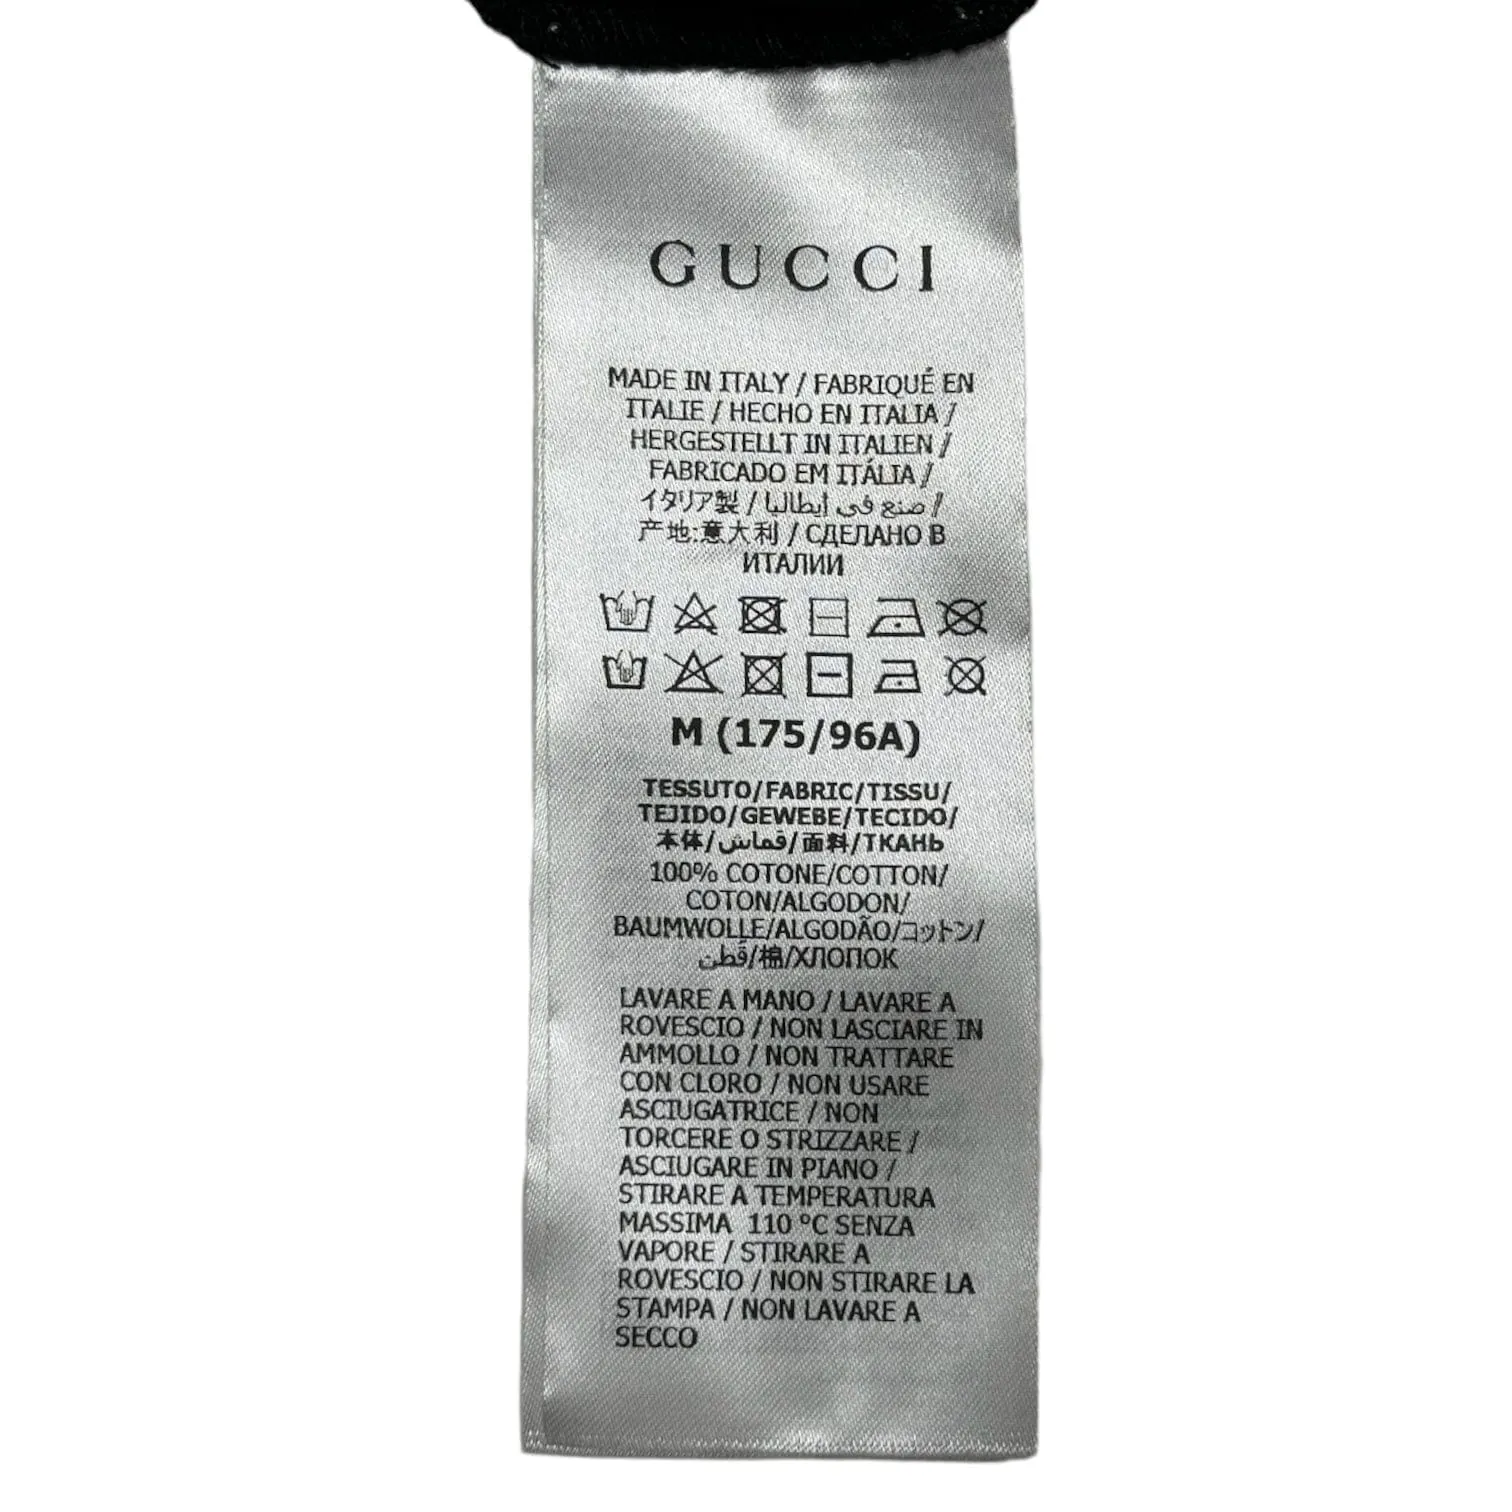 GUCCI
MADE IN ITALY / FABRIQUÉ EN
ITALIE / HECHO EN ITALIA /
HERGESTELLT IN ITALIEN /
FABRICADO EM ITÁLIA /
イタリア製 / صنع في إيطاليا /
产地:意大利 / СДЕЛАНО В
ИТАЛИИ
M (175/96A)
TESSUTO/FABRIC/TISSU/
TEJIDO/GEWEBE/TECIDO/
本体/قماش/面料/ТКАНЬ
100% COTONE/COTTON/
COTON/ALGODON/
BAUMWOLLE/ALGODÃO/コットン/
قطن/棉/ХЛОПОК
LAVARE A MANO / LAVARE A
ROVESCIO / NON LASCIARE IN
AMMOLLO / NON TRATTARE
CON CLORO / NON USARE
ASCIUGATRICE / NON
TORCERE O STRIZZARE /
ASCIUGARE IN PIANO /
STIRARE A TEMPERATURA
MASSIMA 110 °C SENZA
VAPORE / STIRARE A
ROVESCIO / NON STIRARE LA
STAMPA / NON LAVARE A
SECCO